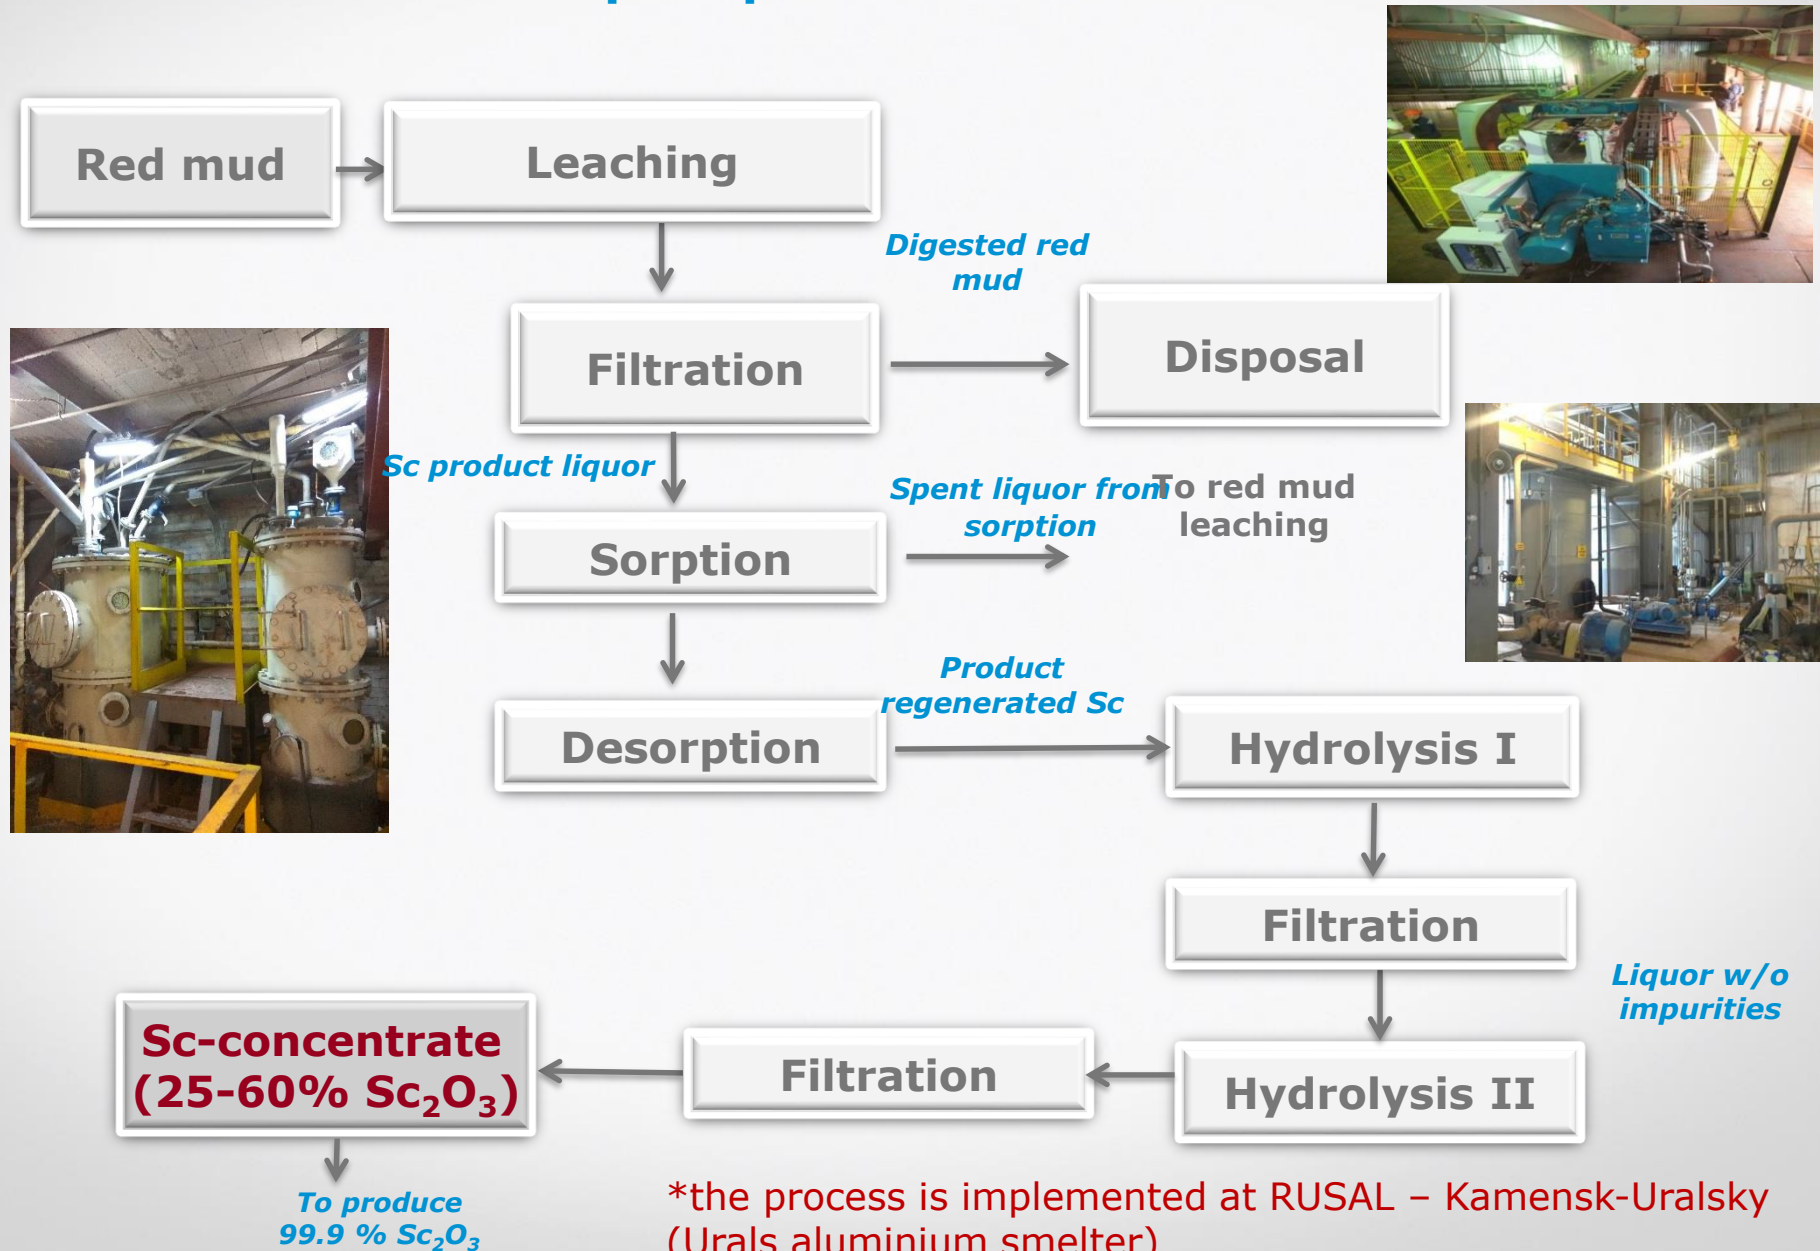 Red mud
Leaching
Digested red
mud
Filtration
Disposal
Sc product liquor
Spent liquor from
sorption
To red mud
leaching
Sorption
Product
regenerated Sc
Desorption
Hydrolysis I
Filtration
Liquor w/o
impurities
Hydrolysis II
Filtration
Sc-concentrate
(25-60% Sc₂O₃)
To produce
99.9 % Sc₂O₃
*the process is implemented at RUSAL – Kamensk-Uralsky
(Urals aluminium smelter)